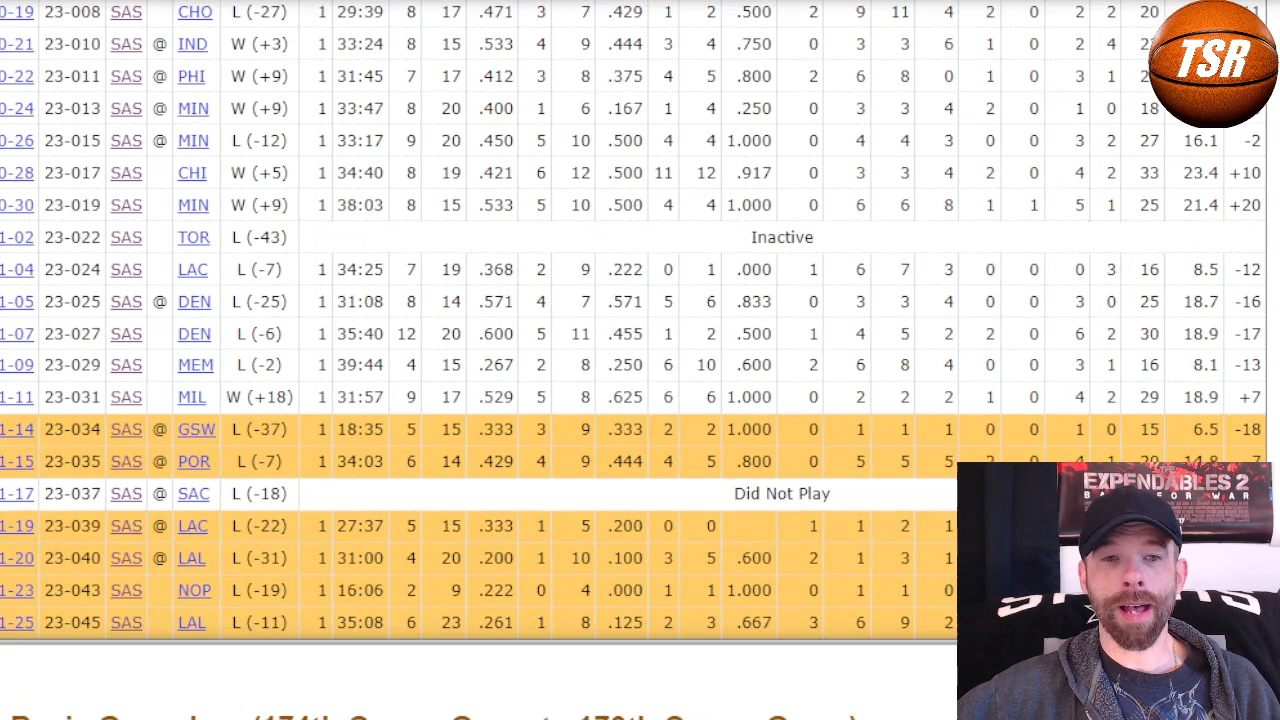 0-19 23-008 SAS CHO L (-27) 1 29:39 8 17 .471 3 7 .429 1 2 .500 2 9 11 4 2 0 2 2 20
0-21 23-010 SAS @ IND W (+3) 1 33:24 8 15 .533 4 9 .444 3 4 .750 0 3 3 6 1 0 2 4
0-22 23-011 SAS @ PHI W (+9) 1 31:45 7 17 .412 3 8 .375 4 5 .800 2 6 8 0 1 0 3 1
0-24 23-013 SAS @ MIN W (+9) 1 33:47 8 20 .400 1 6 .167 1 4 .250 0 3 3 4 2 0 1 0 18
0-26 23-015 SAS @ MIN L (-12) 1 33:17 9 20 .450 5 10 .500 4 4 1.000 0 4 4 3 0 0 3 2 27 16.1 -2
0-28 23-017 SAS CHI W (+5) 1 34:40 8 19 .421 6 12 .500 11 12 .917 0 3 3 4 2 0 4 2 33 23.4 +10
0-30 23-019 SAS MIN W (+9) 1 38:03 8 15 .533 5 10 .500 4 4 1.000 0 6 6 8 1 1 5 1 25 21.4 +20
1-02 23-022 SAS TOR L (-43) Inactive
1-04 23-024 SAS LAC L (-7) 1 34:25 7 19 .368 2 9 .222 0 1 .000 1 6 7 3 0 0 0 3 16 8.5 -12
1-05 23-025 SAS @ DEN L (-25) 1 31:08 8 14 .571 4 7 .571 5 6 .833 0 3 3 4 0 0 3 0 25 18.7 -16
1-07 23-027 SAS DEN L (-6) 1 35:40 12 20 .600 5 11 .455 1 2 .500 1 4 5 2 2 0 6 2 30 18.9 -17
1-09 23-029 SAS MEM L (-2) 1 39:44 4 15 .267 2 8 .250 6 10 .600 2 6 8 4 0 0 3 1 16 8.1 -13
1-11 23-031 SAS MIL W (+18) 1 31:57 9 17 .529 5 8 .625 6 6 1.000 0 2 2 2 1 0 4 2 29 18.9 +7
1-14 23-034 SAS @ GSW L (-37) 1 18:35 5 15 .333 3 9 .333 2 2 1.000 0 1 1 1 0 0 1 0 15 6.5 -18
1-15 23-035 SAS @ POR L (-7) 1 34:03 6 14 .429 4 9 .444 4 5 .800 0 5 5 5
1-17 23-037 SAS @ SAC L (-18) Did Not Play
1-19 23-039 SAS @ LAC L (-22) 1 27:37 5 15 .333 1 5 .200 0 0 1 1 2 1
1-20 23-040 SAS @ LAL L (-31) 1 31:00 4 20 .200 1 10 .100 3 5 .600 2 1 3 1
1-23 23-043 SAS NOP L (-19) 1 16:06 2 9 .222 0 4 .000 1 1 1.000 0 1 1 0
1-25 23-045 SAS LAL L (-11) 1 35:08 6 23 .261 1 8 .125 2 3 .667 3 6 9 2
TSR
THE
EXPENDABLES 2